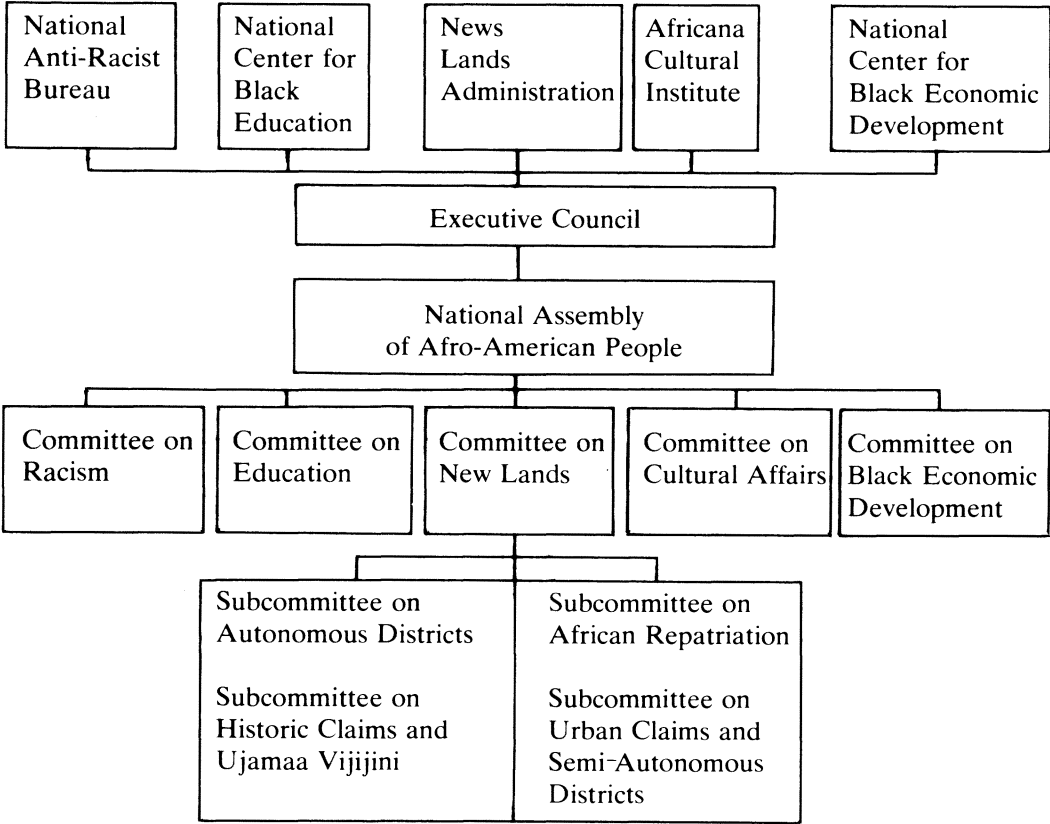 National
Anti-Racist
Bureau
National
Center for
Black
Education
News
Lands
Administration
Africana
Cultural
Institute
National
Center for
Black Economic
Development
Executive Council
National Assembly
of Afro-American People
Committee on
Racism
Committee on
Education
Committee on
New Lands
Committee on
Cultural Affairs
Committee on
Black Economic
Development
Subcommittee on
Autonomous Districts
Subcommittee on
Historic Claims and
Ujamaa Vijijini
Subcommittee on
African Repatriation
Subcommittee on
Urban Claims and
Semi-Autonomous
Districts